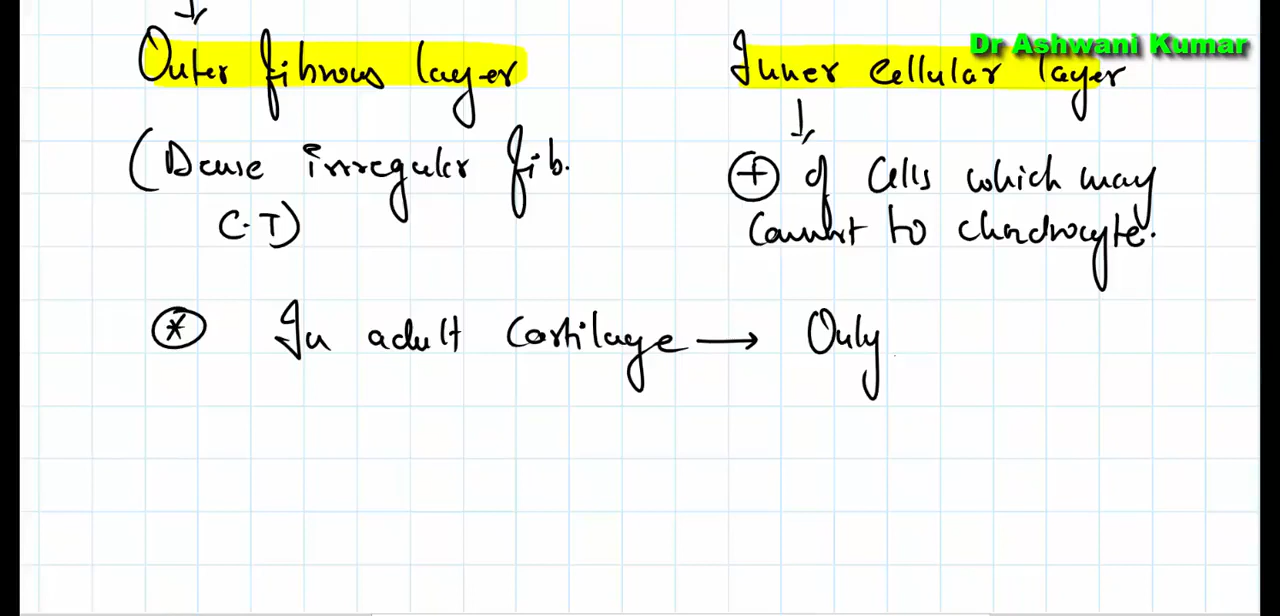 Dr Ashwani Kumar
Outer fibrous layer
Inner Cellular layer
(Dense irregular fib.
C.T)
⊕ of Cells which may
Convert to chondrocyte.
⊛ In adult Cartilage → Only